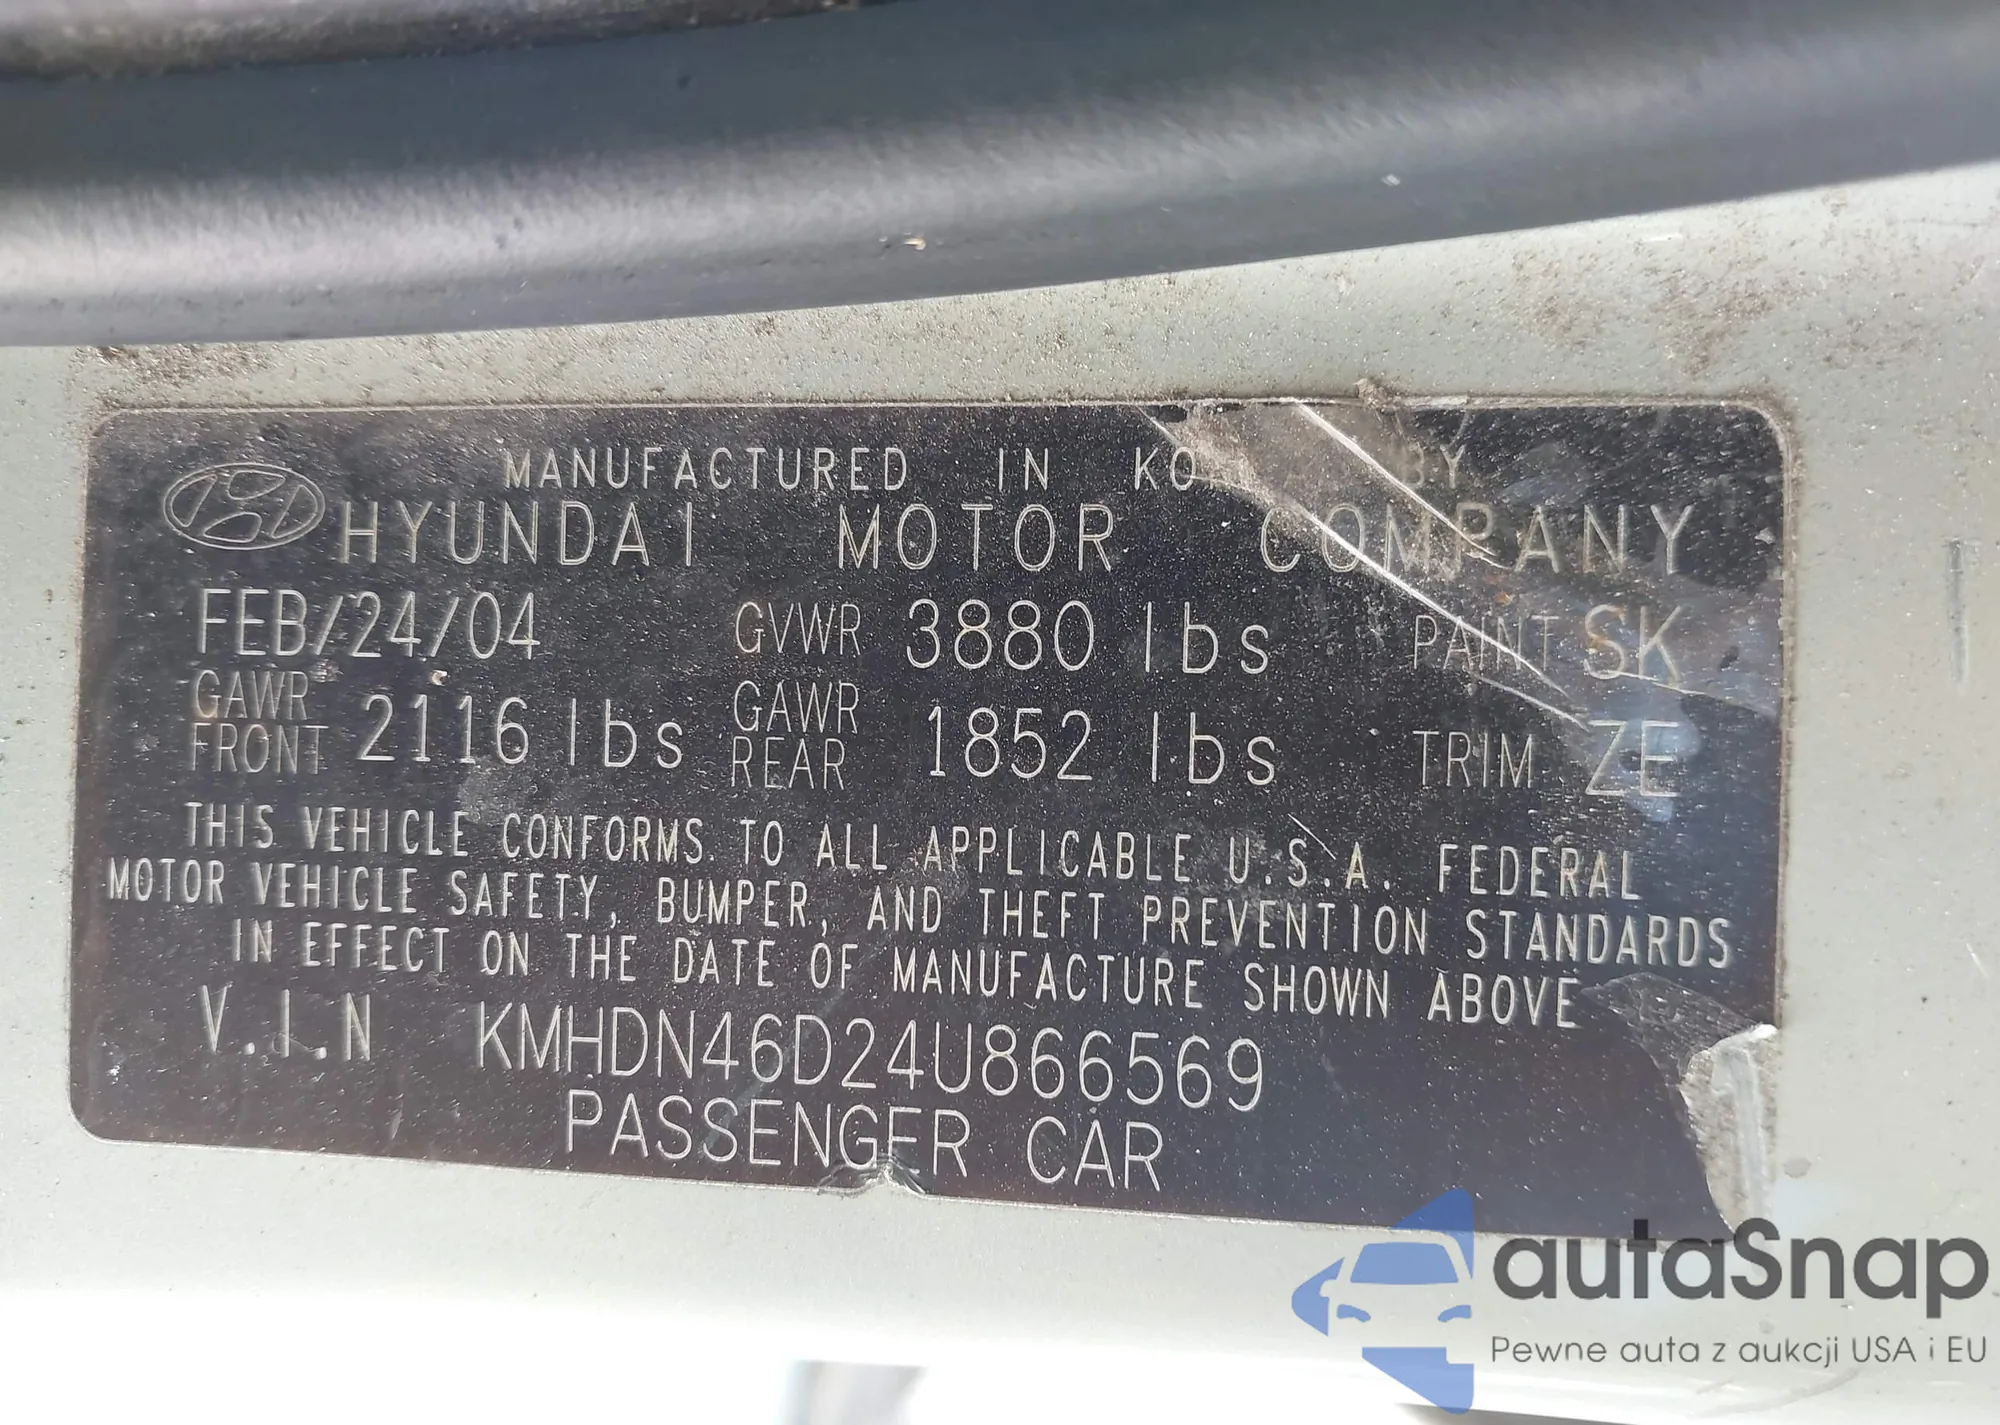 MANUFACTURED IN KO BY
HYUNDAI MOTOR COMPANY
FEB/24/04 GVWR 3880 lbs PAINT SK
GAWR FRONT 2116 lbs GAWR REAR 1852 lbs TRIM ZE
THIS VEHICLE CONFORMS TO ALL APPLICABLE U.S.A. FEDERAL
MOTOR VEHICLE SAFETY, BUMPER, AND THEFT PREVENTION STANDARDS
IN EFFECT ON THE DATE OF MANUFACTURE SHOWN ABOVE
V.I.N KMHDN46D24U866569
PASSENGER CAR
autaSnap
Pewne auta z aukcji USA i EU